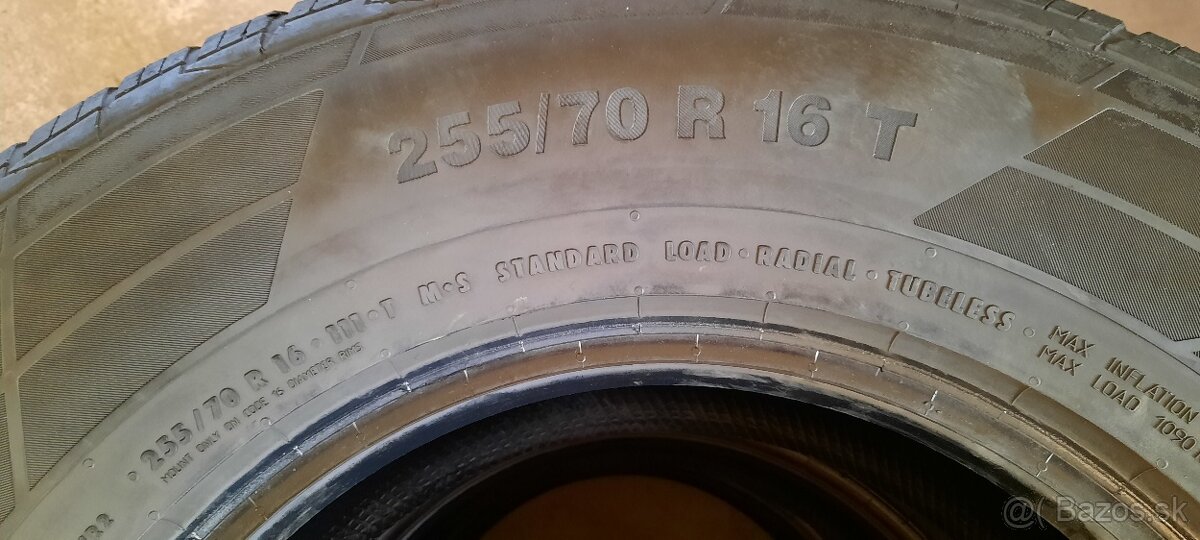 255/70 R 16 T
255/70 R 16 · 111 · T M+S STANDARD LOAD · RADIAL · TUBELESS ·
MOUNT ONLY ON CODE 16 DIAMETER RIMS
MAX INFLATION
MAX LOAD 1090
Bazos.sk